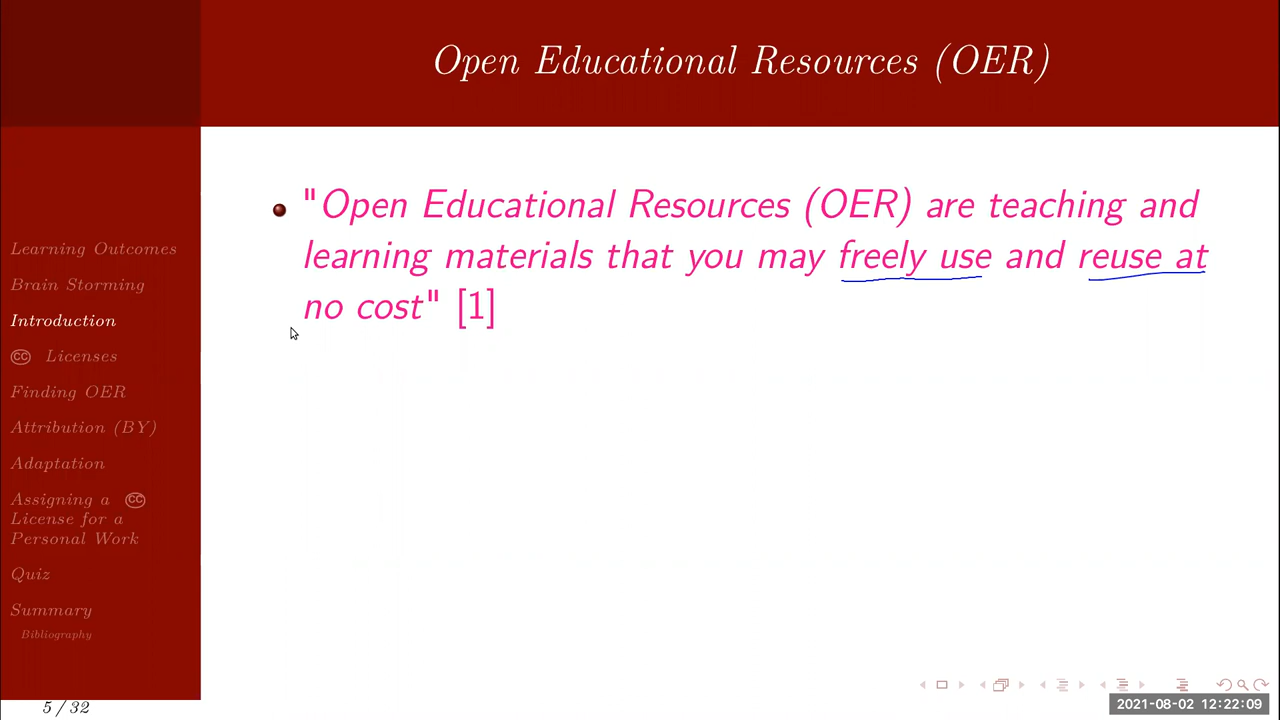 Open Educational Resources (OER)
"Open Educational Resources (OER) are teaching and
learning materials that you may freely use and reuse at
no cost" [1]
Learning Outcomes
Brain Storming
Introduction
cc Licenses
Finding OER
Attribution (BY)
Adaptation
Assigning a cc
License for a
Personal Work
Quiz
Summary
Bibliography
5 / 32
2021-08-02 12:22:09